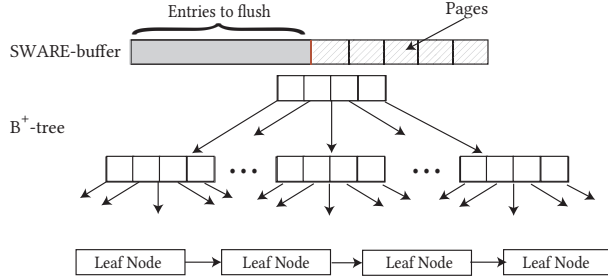 Entries to flush
Pages
SWARE-buffer
B+-tree
Leaf Node
Leaf Node
Leaf Node
Leaf Node